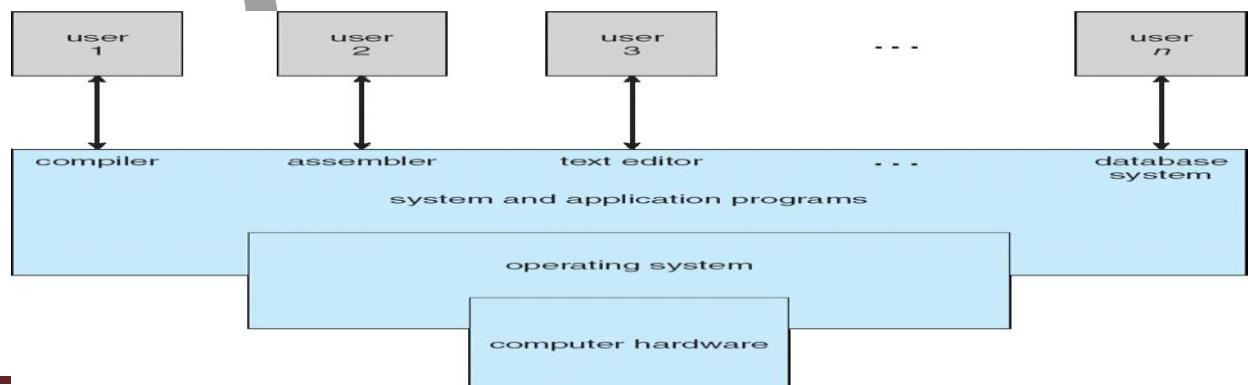 user
1
user
2
user
3
. . .
user
n
compiler
assembler
text editor
. . .
database
system
system and application programs
operating system
computer hardware